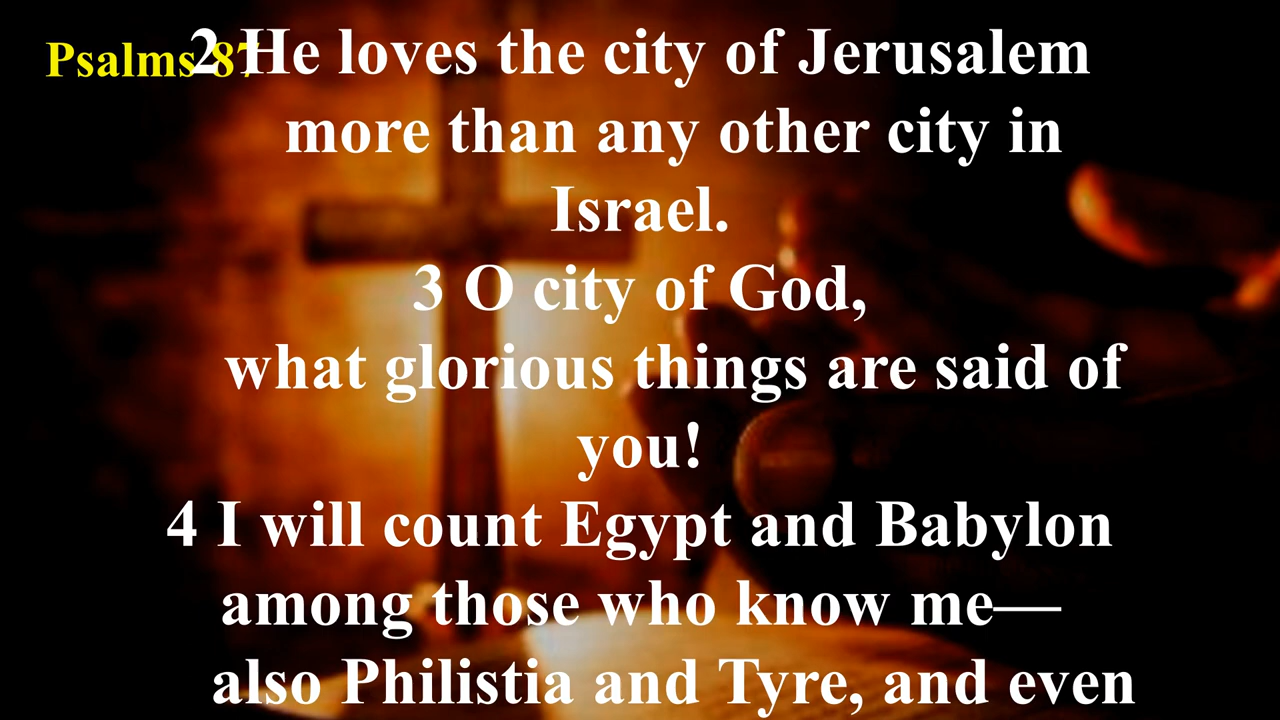 Psalms 87
2 He loves the city of Jerusalem
more than any other city in
Israel.
3 O city of God,
what glorious things are said of
you!
4 I will count Egypt and Babylon
among those who know me—
also Philistia and Tyre, and even